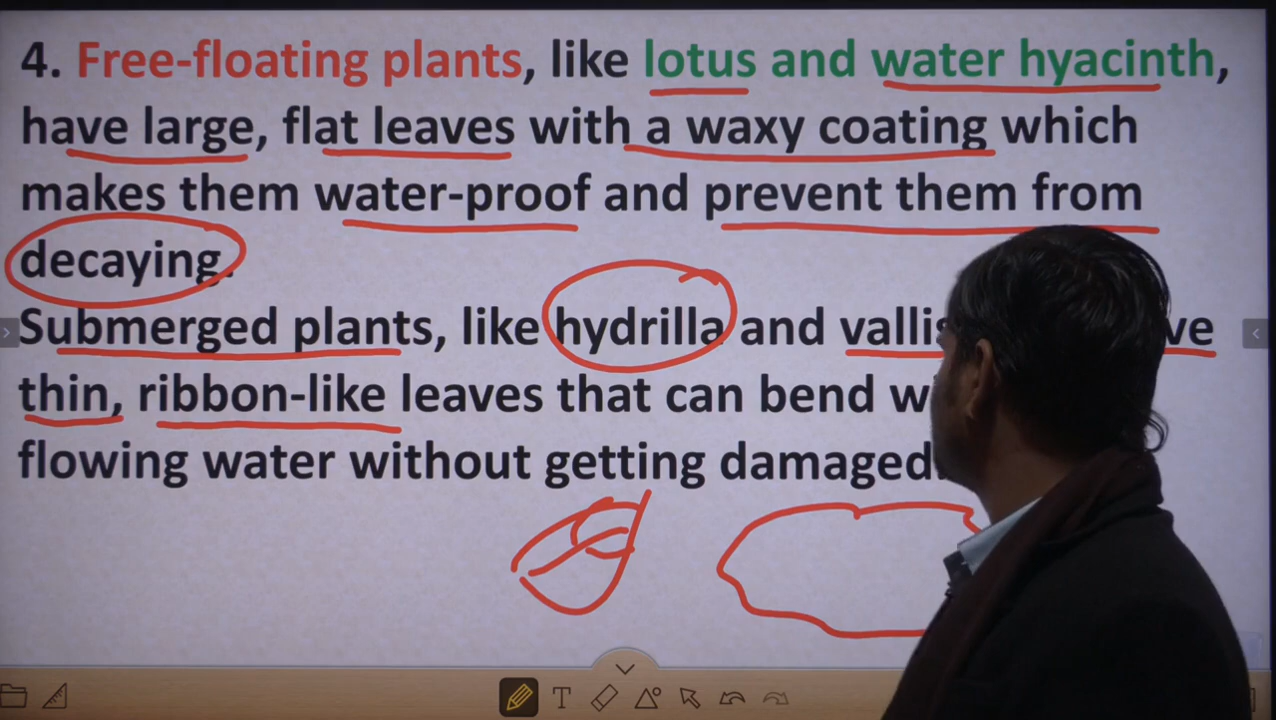 4. Free-floating plants, like lotus and water hyacinth,
have large, flat leaves with a waxy coating which
makes them water-proof and prevent them from
decaying.
Submerged plants, like hydrilla and
thin, ribbon-like leaves that can bend
flowing water without getting damaged.
T